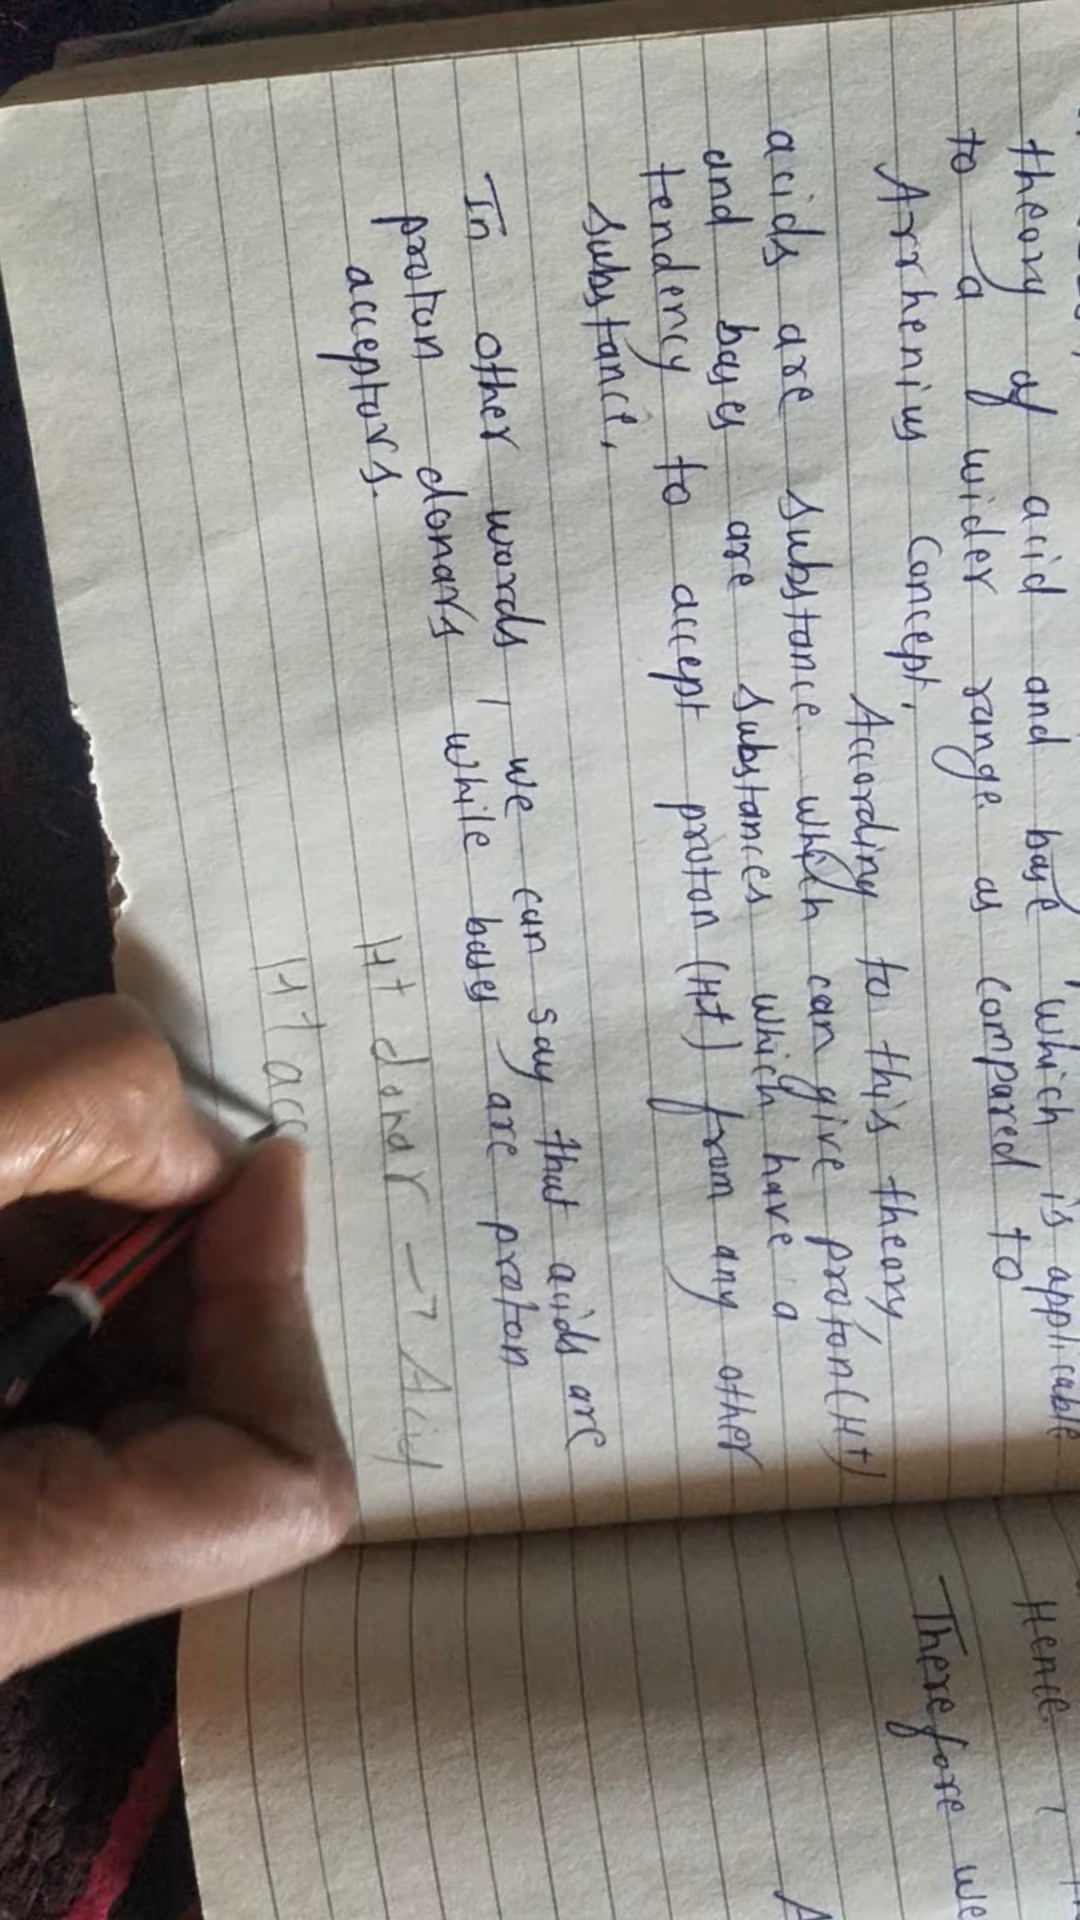 theory of acid and base, which is applicable
to a wider range as compared to
Arrhenius concept,
According to this theory
acids are substance which can give proton (H+)
and bases are substances which have a
tendency to accept proton (H+) from any other
substance,
In other words, we can say that acids are
proton donars while bases are proton
acceptors.
H+ donar → Acid
H+ acc
Hence,
Therefore we